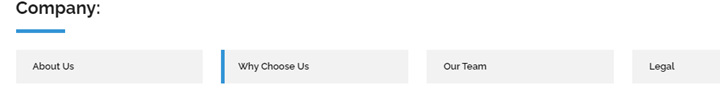 Company:
About Us
Why Choose Us
Our Team
Legal